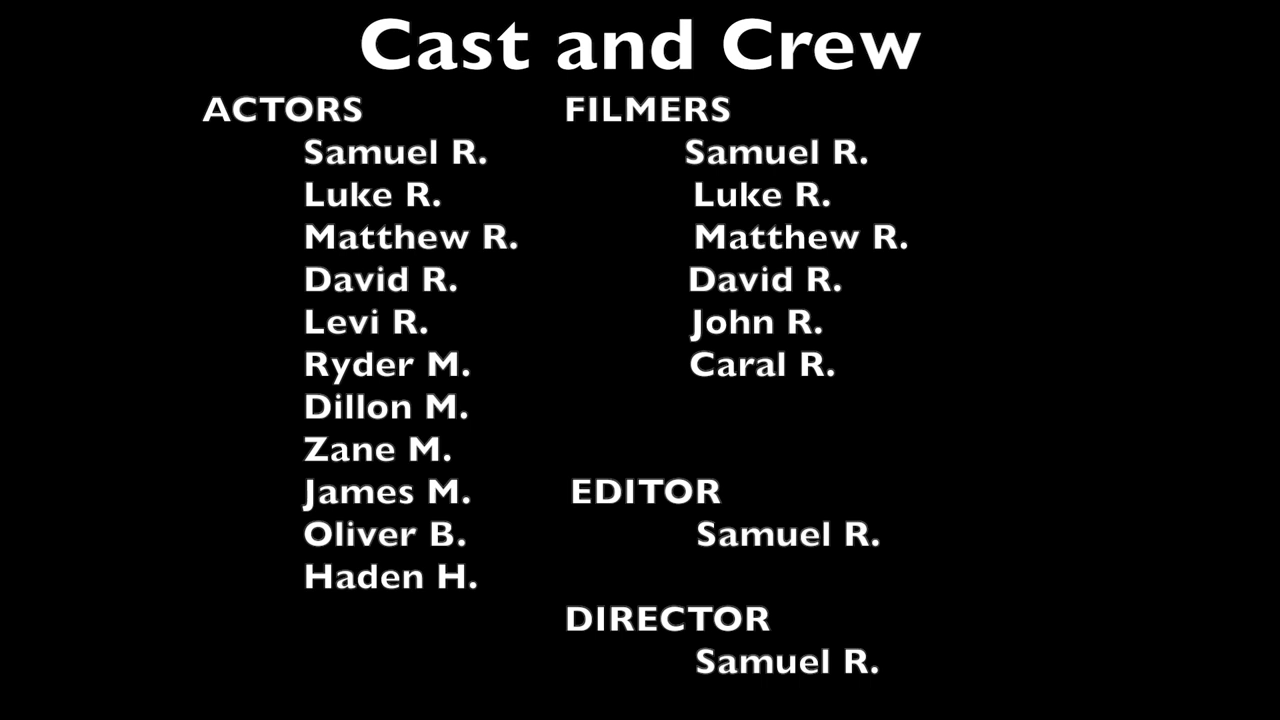 Cast and Crew
ACTORS
Samuel R.
Luke R.
Matthew R.
David R.
Levi R.
Ryder M.
Dillon M.
Zane M.
James M.
Oliver B.
Haden H.
FILMERS
Samuel R.
Luke R.
Matthew R.
David R.
John R.
Caral R.
EDITOR
Samuel R.
DIRECTOR
Samuel R.